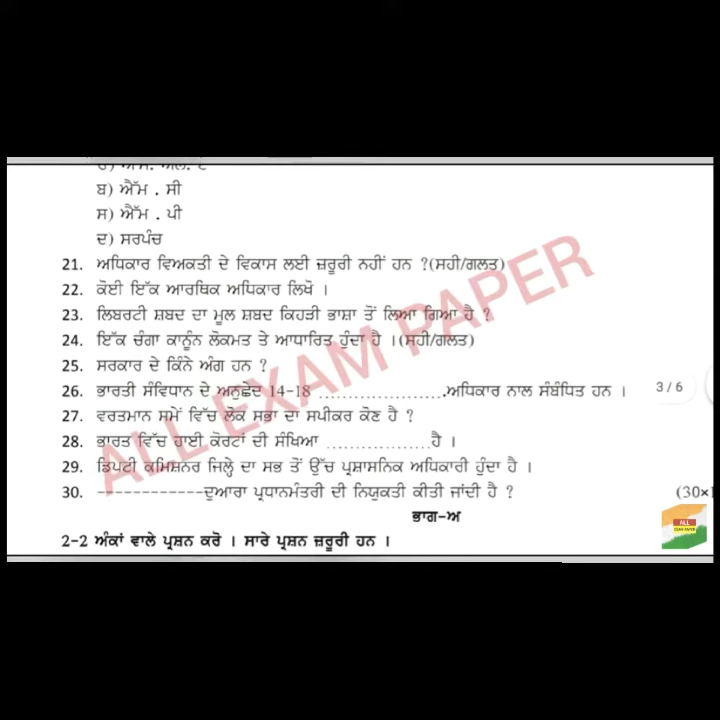 ਬ) ਐੱਮ . ਸੀ
ਸ) ਐੱਮ . ਪੀ
ਦ) ਸਰਪੰਚ
21. ਅਧਿਕਾਰ ਵਿਅਕਤੀ ਦੇ ਵਿਕਾਸ ਲਈ ਜ਼ਰੂਰੀ ਨਹੀਂ ਹਨ ?(ਸਹੀ/ਗਲਤ)
22. ਕੋਈ ਇੱਕ ਆਰਥਿਕ ਅਧਿਕਾਰ ਲਿਖੋ ।
23. ਲਿਬਰਟੀ ਸ਼ਬਦ ਦਾ ਮੂਲ ਸ਼ਬਦ ਕਿਹੜੀ ਭਾਸ਼ਾ ਤੋਂ ਲਿਆ ਗਿਆ ਹੈ ?
24. ਇੱਕ ਚੰਗਾ ਕਾਨੂੰਨ ਲੋਕਮਤ ਤੇ ਆਧਾਰਿਤ ਹੁੰਦਾ ਹੈ ।(ਸਹੀ/ਗਲਤ)
25. ਸਰਕਾਰ ਦੇ ਕਿੰਨੇ ਅੰਗ ਹਨ ?
26. ਭਾਰਤੀ ਸੰਵਿਧਾਨ ਦੇ ਅਨੁਛੇਦ 14-18 .....................ਅਧਿਕਾਰ ਨਾਲ ਸੰਬੰਧਿਤ ਹਨ ।
3/6
27. ਵਰਤਮਾਨ ਸਮੇਂ ਵਿੱਚ ਲੋਕ ਸਭਾ ਦਾ ਸਪੀਕਰ ਕੋਣ ਹੈ ?
28. ਭਾਰਤ ਵਿੱਚ ਹਾਈ ਕੋਰਟਾਂ ਦੀ ਸੰਖਿਆ .................ਹੈ ।
29. ਡਿਪਟੀ ਕਮਿਸ਼ਨਰ ਜਿਲ੍ਹੇ ਦਾ ਸਭ ਤੋਂ ਉੱਚ ਪ੍ਰਸ਼ਾਸਨਿਕ ਅਧਿਕਾਰੀ ਹੁੰਦਾ ਹੈ ।
30. ------------ਦੁਆਰਾ ਪ੍ਰਧਾਨਮੰਤਰੀ ਦੀ ਨਿਯੁਕਤੀ ਕੀਤੀ ਜਾਂਦੀ ਹੈ ?
ਭਾਗ-ਅ
2-2 ਅੰਕਾਂ ਵਾਲੇ ਪ੍ਰਸ਼ਨ ਕਰੋ । ਸਾਰੇ ਪ੍ਰਸ਼ਨ ਜ਼ਰੂਰੀ ਹਨ ।
ALL EXAM PAPER
ALL
EXAM PAPER